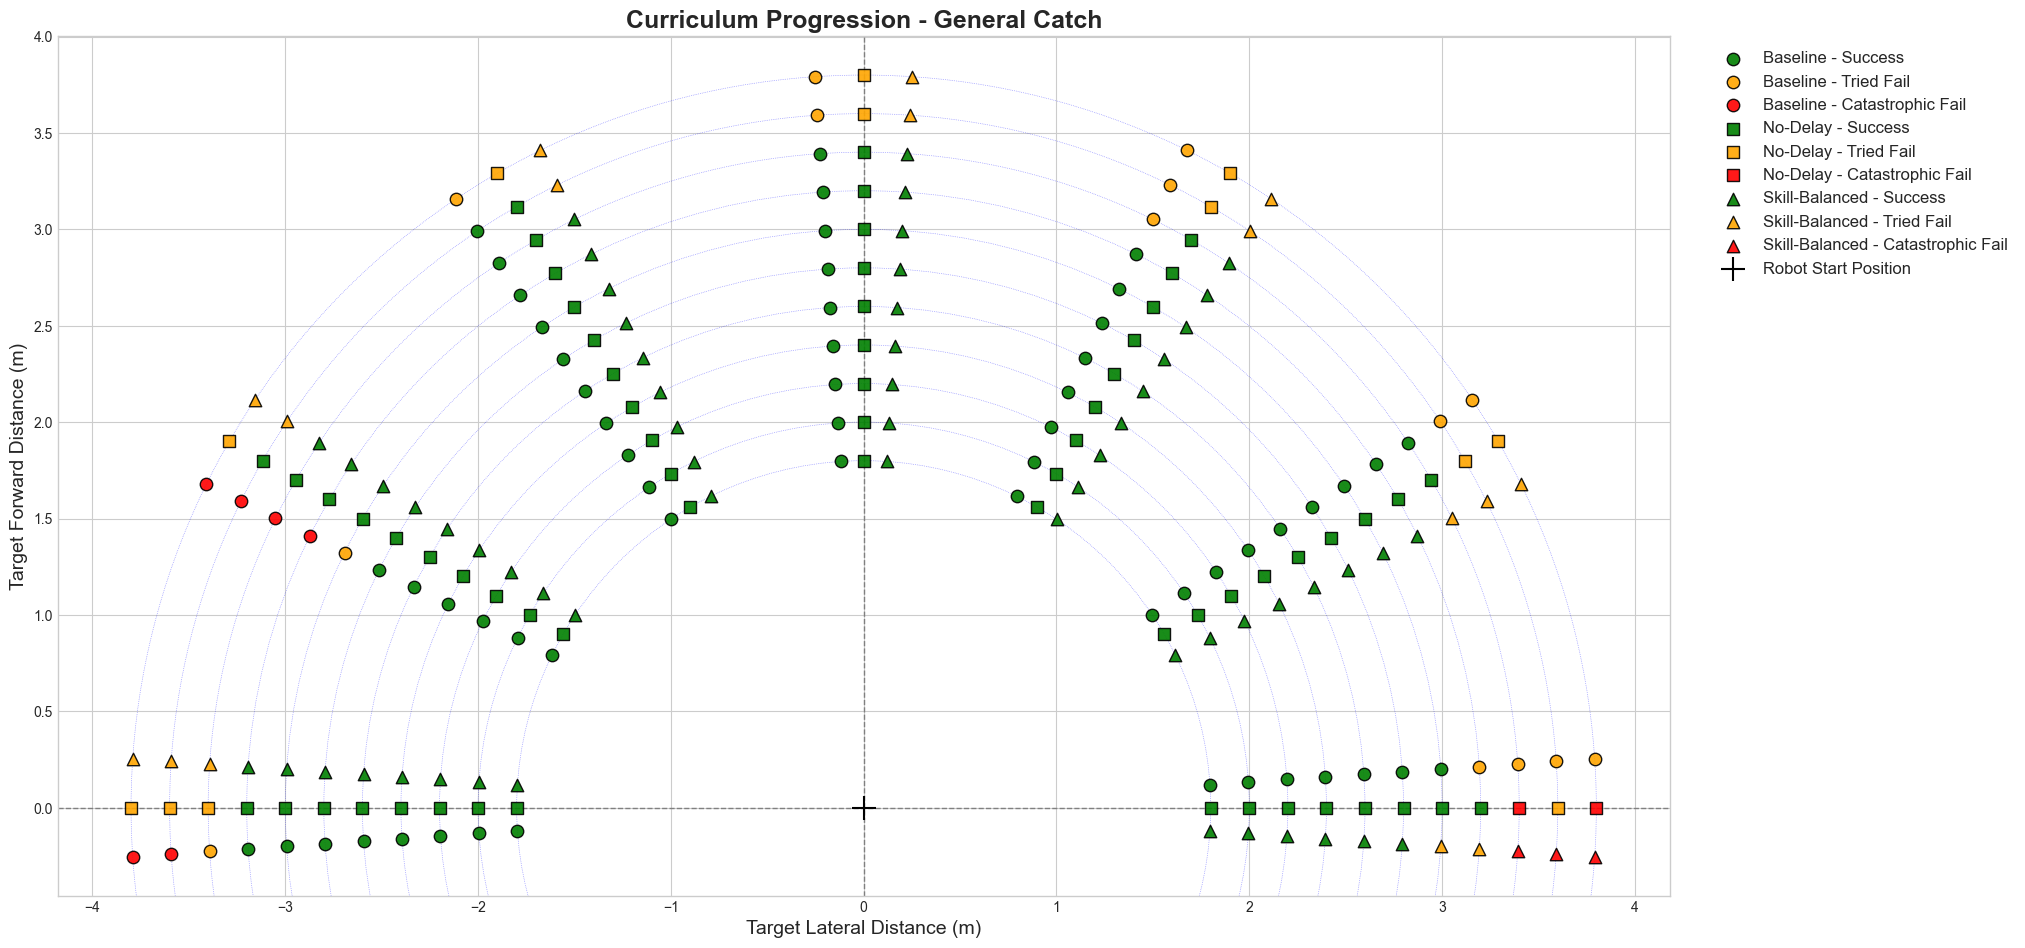 Curriculum Progression - General Catch
4.0
3.5
3.0
2.5
2.0
1.5
1.0
0.5
0.0
Target Forward Distance (m)
−4
−3
−2
−1
0
1
2
3
4
Target Lateral Distance (m)
Baseline - Success
Baseline - Tried Fail
Baseline - Catastrophic Fail
No-Delay - Success
No-Delay - Tried Fail
No-Delay - Catastrophic Fail
Skill-Balanced - Success
Skill-Balanced - Tried Fail
Skill-Balanced - Catastrophic Fail
Robot Start Position